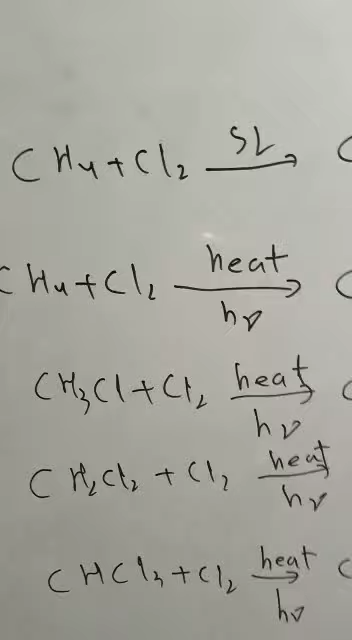 CH₄ + Cl₂ —SL→ C
CH₄ + Cl₂ —heat/hν→ C
CH₃Cl + Cl₂ —heat/hν→ C
CH₂Cl₂ + Cl₂ —heat/hν→
CHCl₃ + Cl₂ —heat/hν→ C